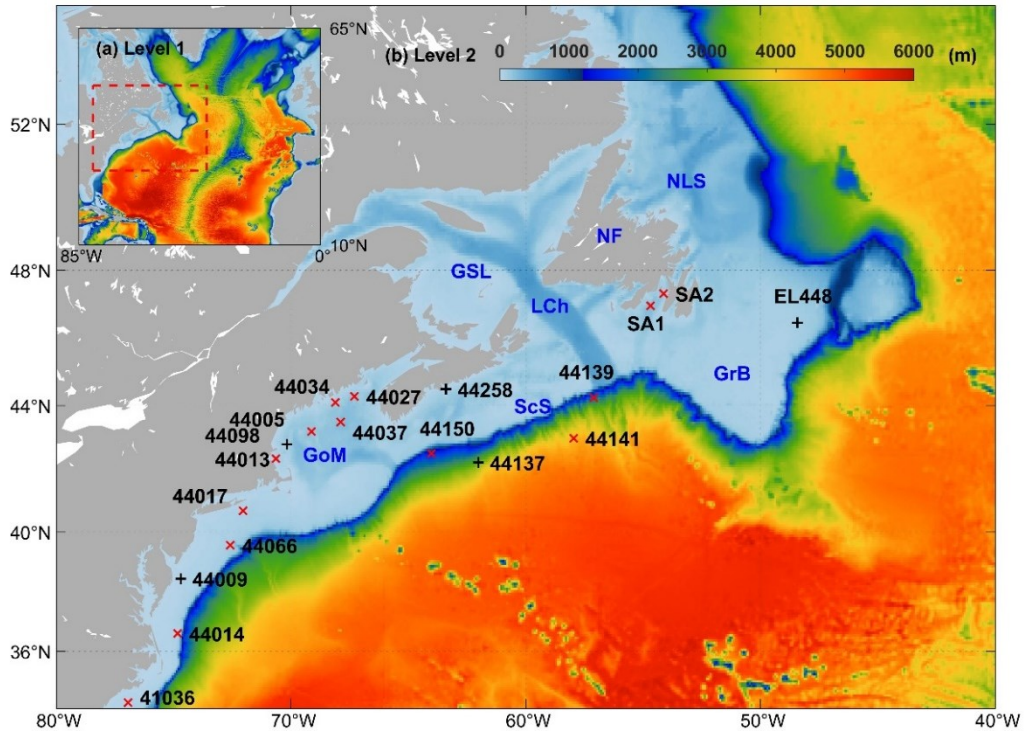 65°N
(a) Level 1
(b) Level 2
0 1000 2000 3000 4000 5000 6000 (m)
52°N
NLS
NF
10°N
85°W 0°
48°N
GSL
LCh
SA2
EL448
SA1
44139
GrB
44034
44027
44258
44°N
ScS
44005
44037
44150
44098
GoM
44141
44013
44137
44017
40°N
44066
44009
44014
36°N
41036
80°W 70°W 60°W 50°W 40°W